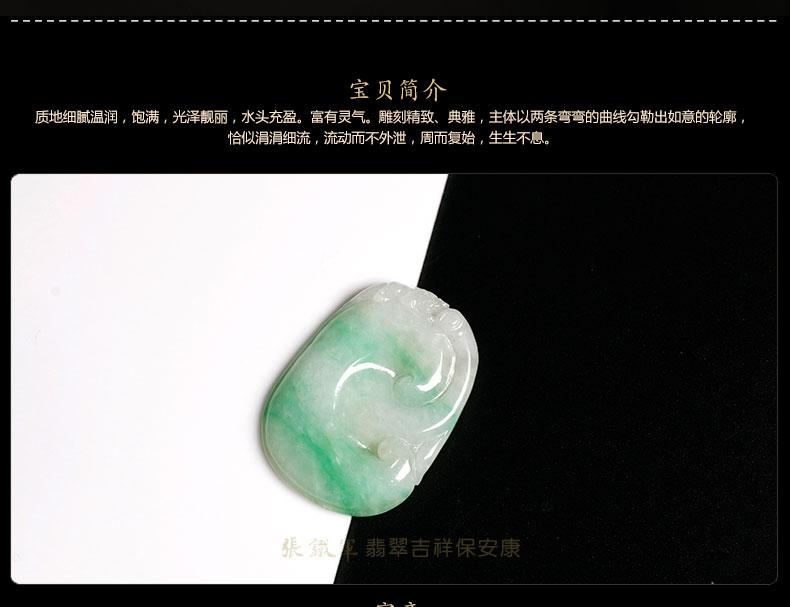 宝贝简介
质地细腻温润，饱满，光泽靓丽，水头充盈。富有灵气。雕刻精致、典雅，主体以两条弯弯的曲线勾勒出如意的轮廓，
恰似涓涓细流，流动而不外泄，周而复始，生生不息。
張鐵軍 翡翠吉祥保安康